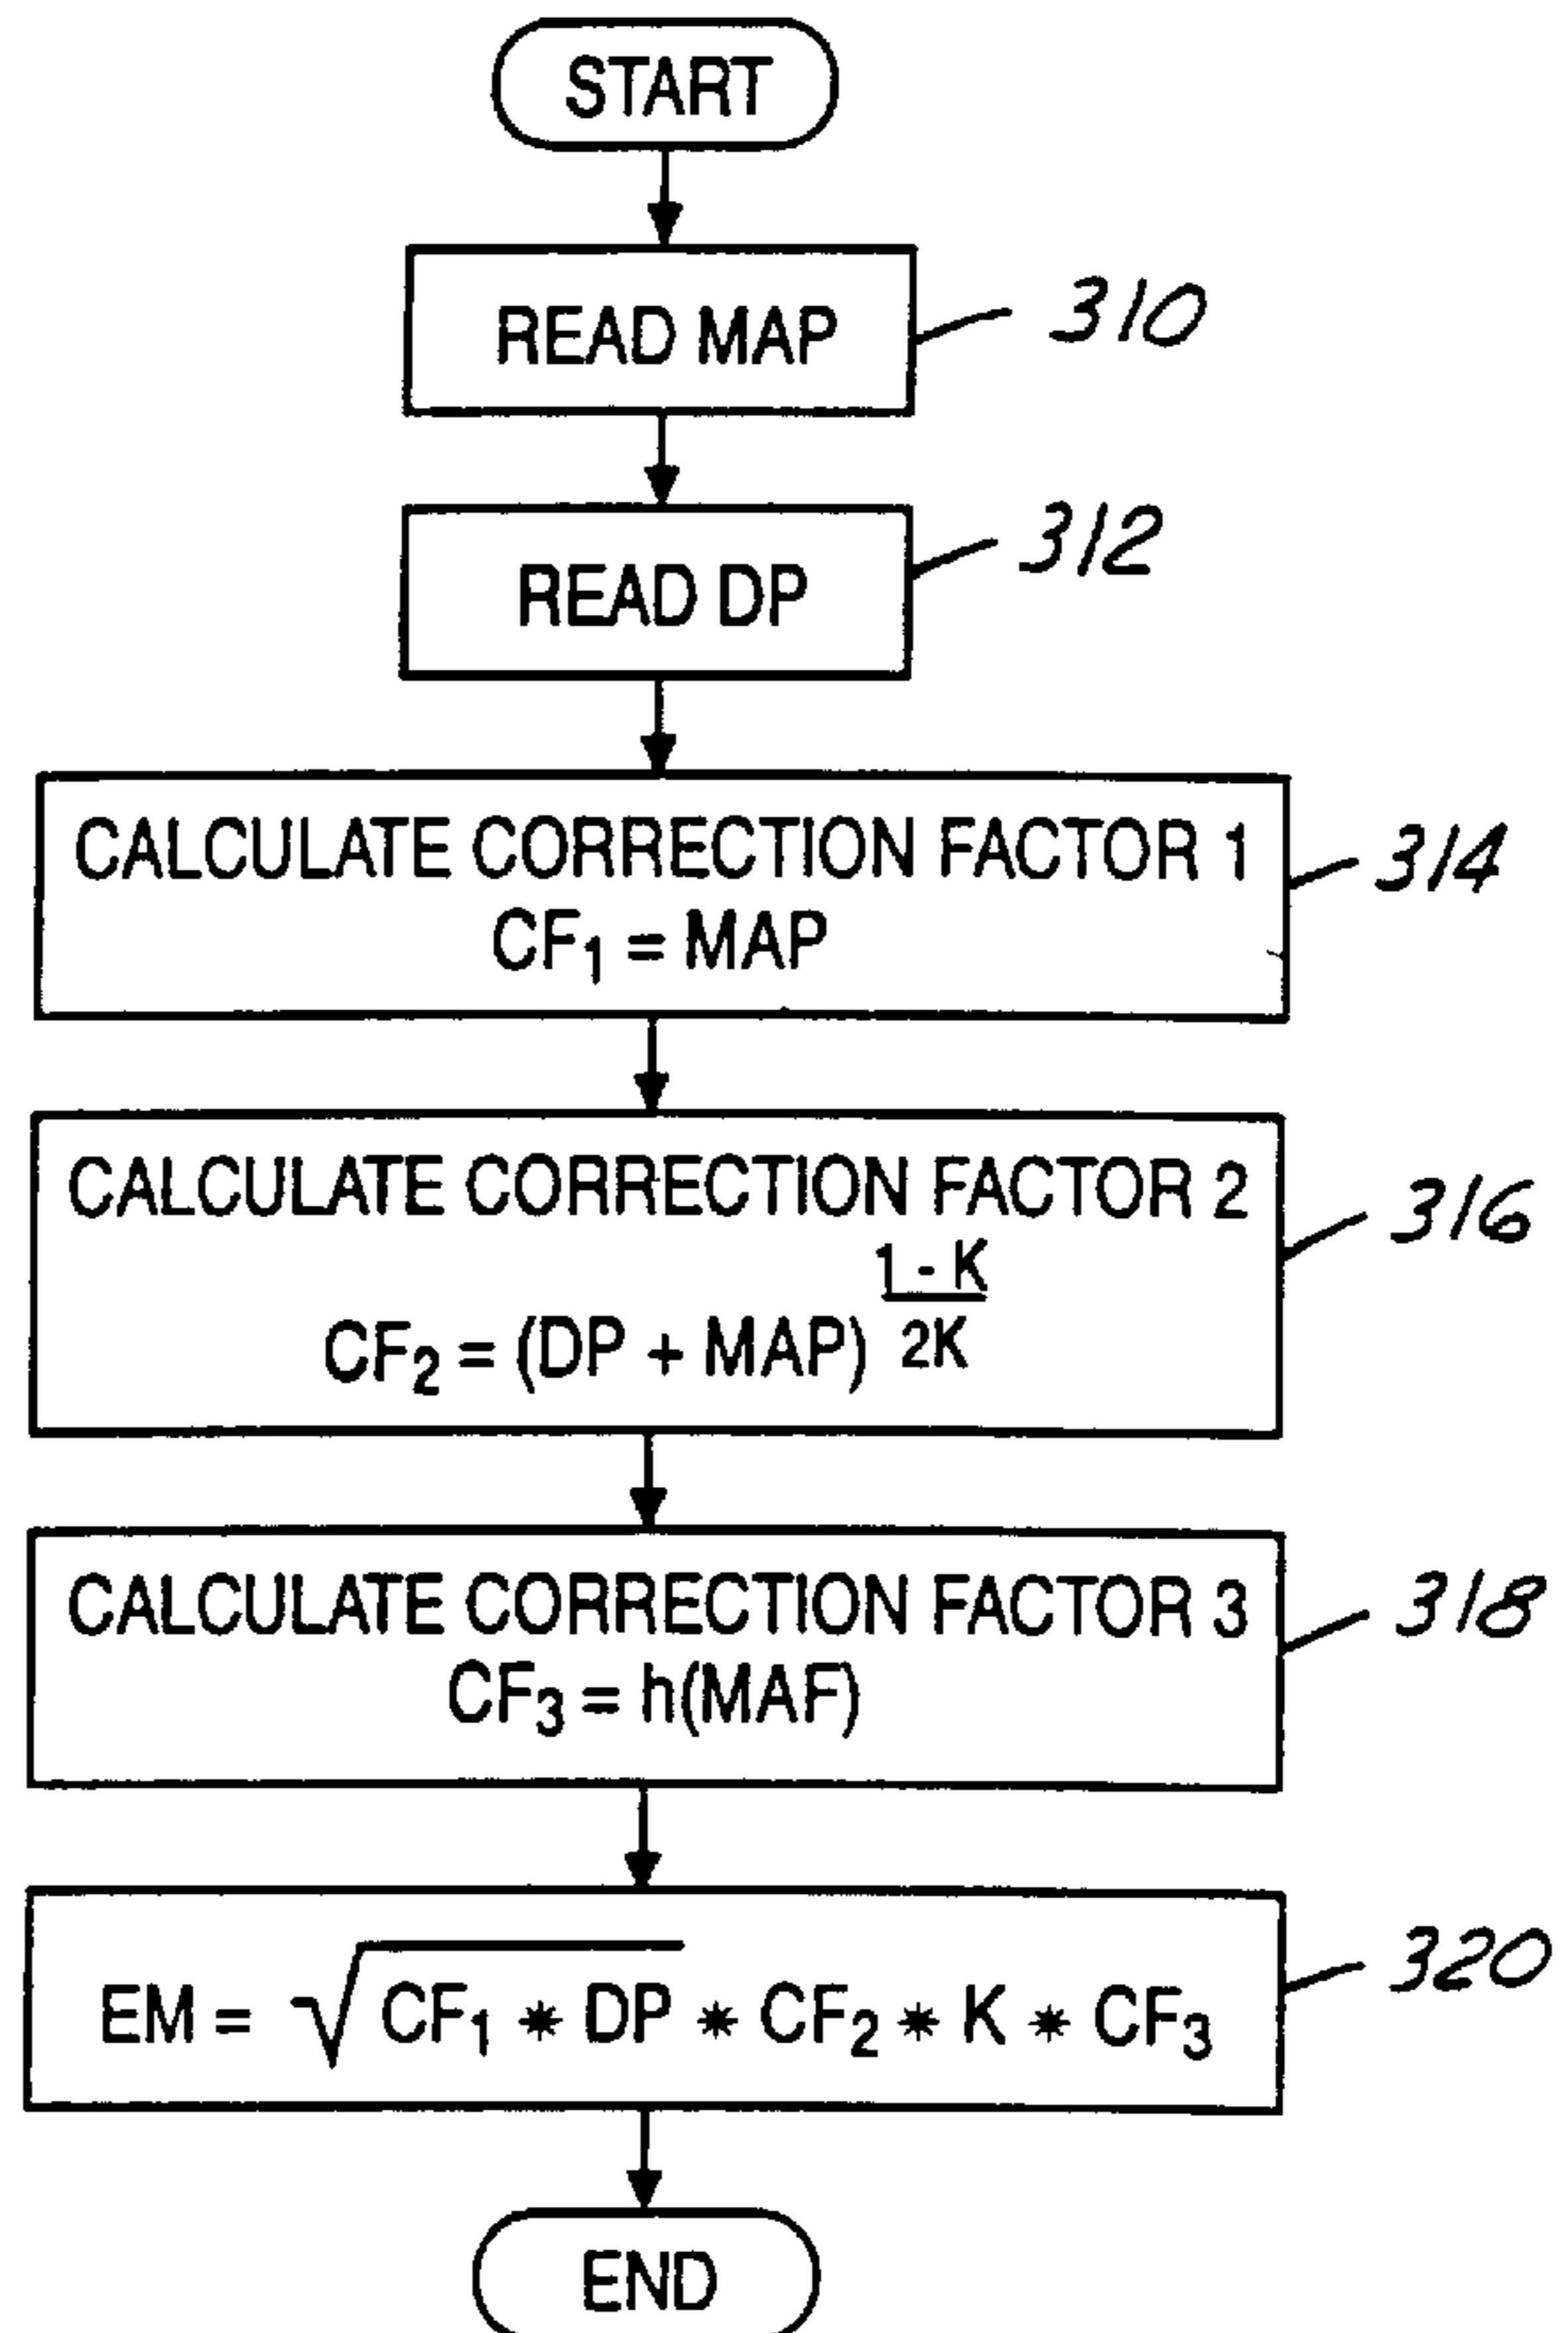 START
READ MAP
310
READ DP
312
CALCULATE CORRECTION FACTOR 1
CF₁ = MAP
314
CALCULATE CORRECTION FACTOR 2
1 - K
CF₂ = (DP + MAP) 2K
316
CALCULATE CORRECTION FACTOR 3
CF₃ = h(MAF)
318
EM = √CF₁ * DP * CF₂ * K * CF₃
320
END